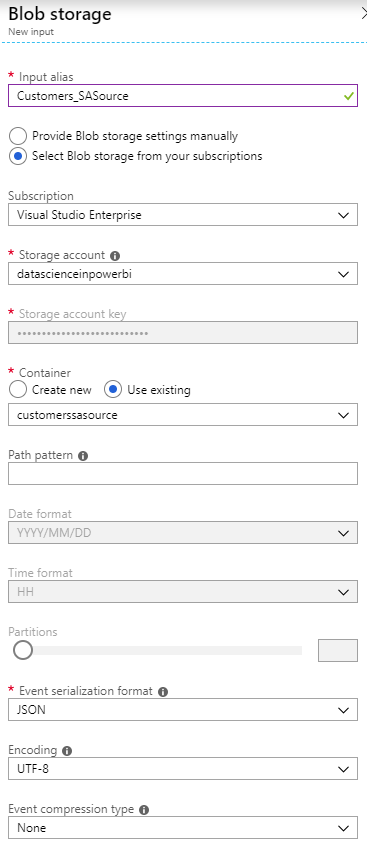 Blob storage
New input
* Input alias
Customers_SASource
Provide Blob storage settings manually
Select Blob storage from your subscriptions
Subscription
Visual Studio Enterprise
* Storage account
datascienceinpowerbi
* Storage account key
••••••••••••••••••••••••••••
* Container
Create new Use existing
customerssasource
Path pattern
Date format
YYYY/MM/DD
Time format
HH
Partitions
* Event serialization format
JSON
Encoding
UTF-8
Event compression type
None